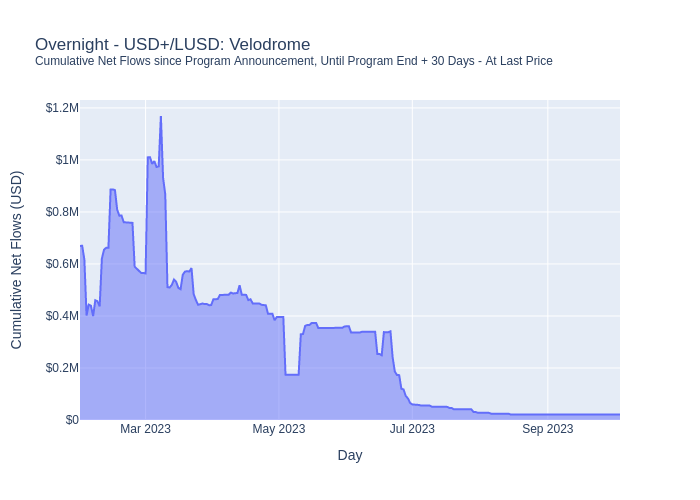 Overnight - USD+/LUSD: Velodrome
Cumulative Net Flows since Program Announcement, Until Program End + 30 Days - At Last Price
Cumulative Net Flows (USD)
$1.2M
$1M
$0.8M
$0.6M
$0.4M
$0.2M
$0
Mar 2023
May 2023
Jul 2023
Sep 2023
Day